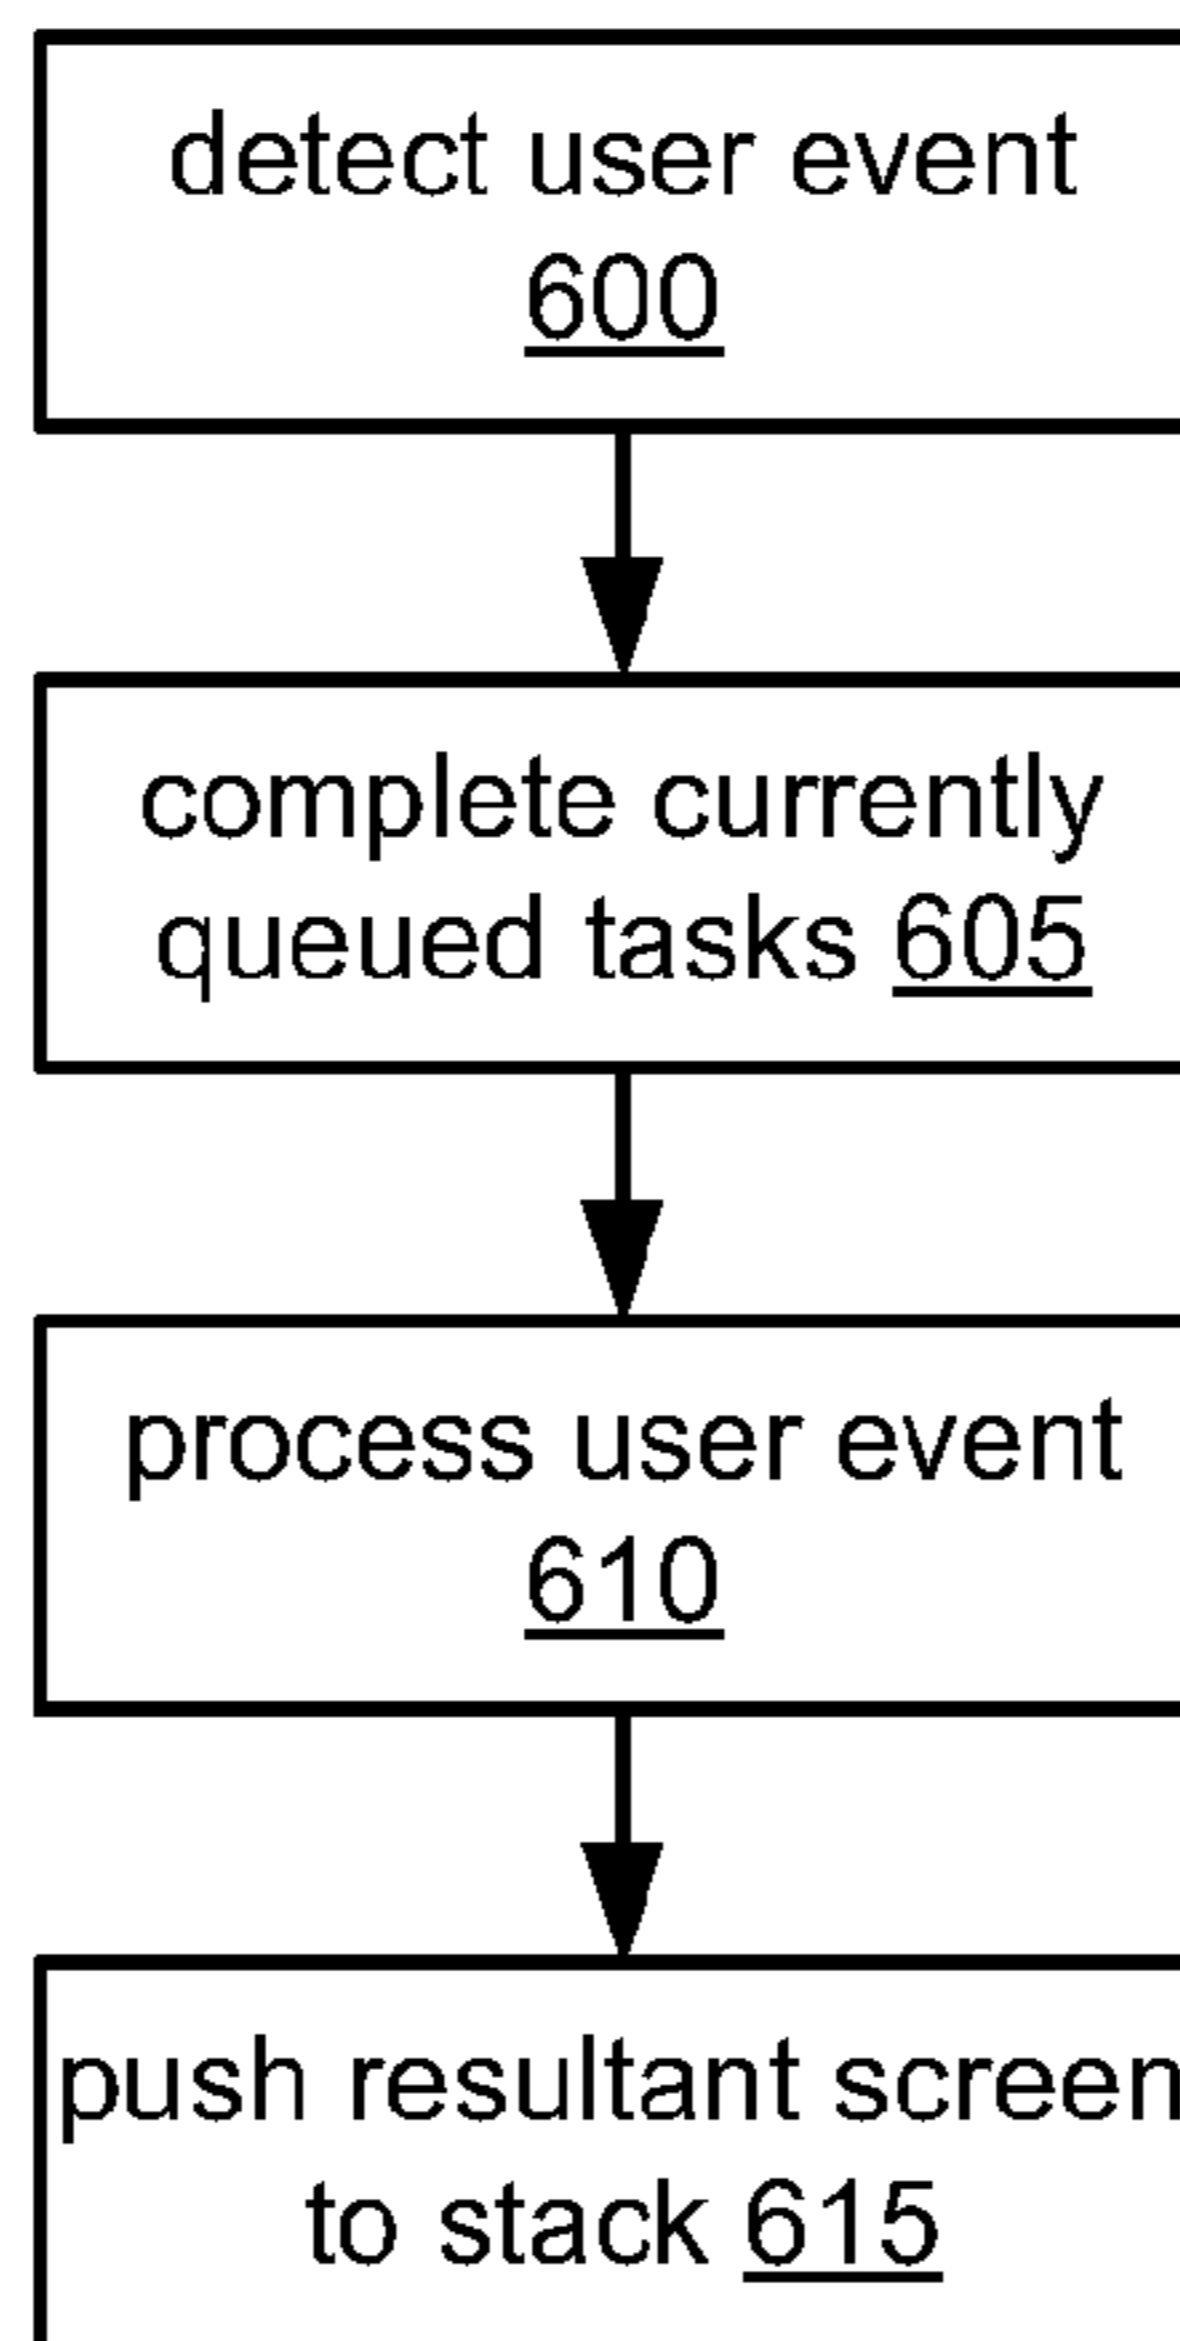 detect user event
600
complete currently
queued tasks 605
process user event
610
push resultant screen
to stack 615